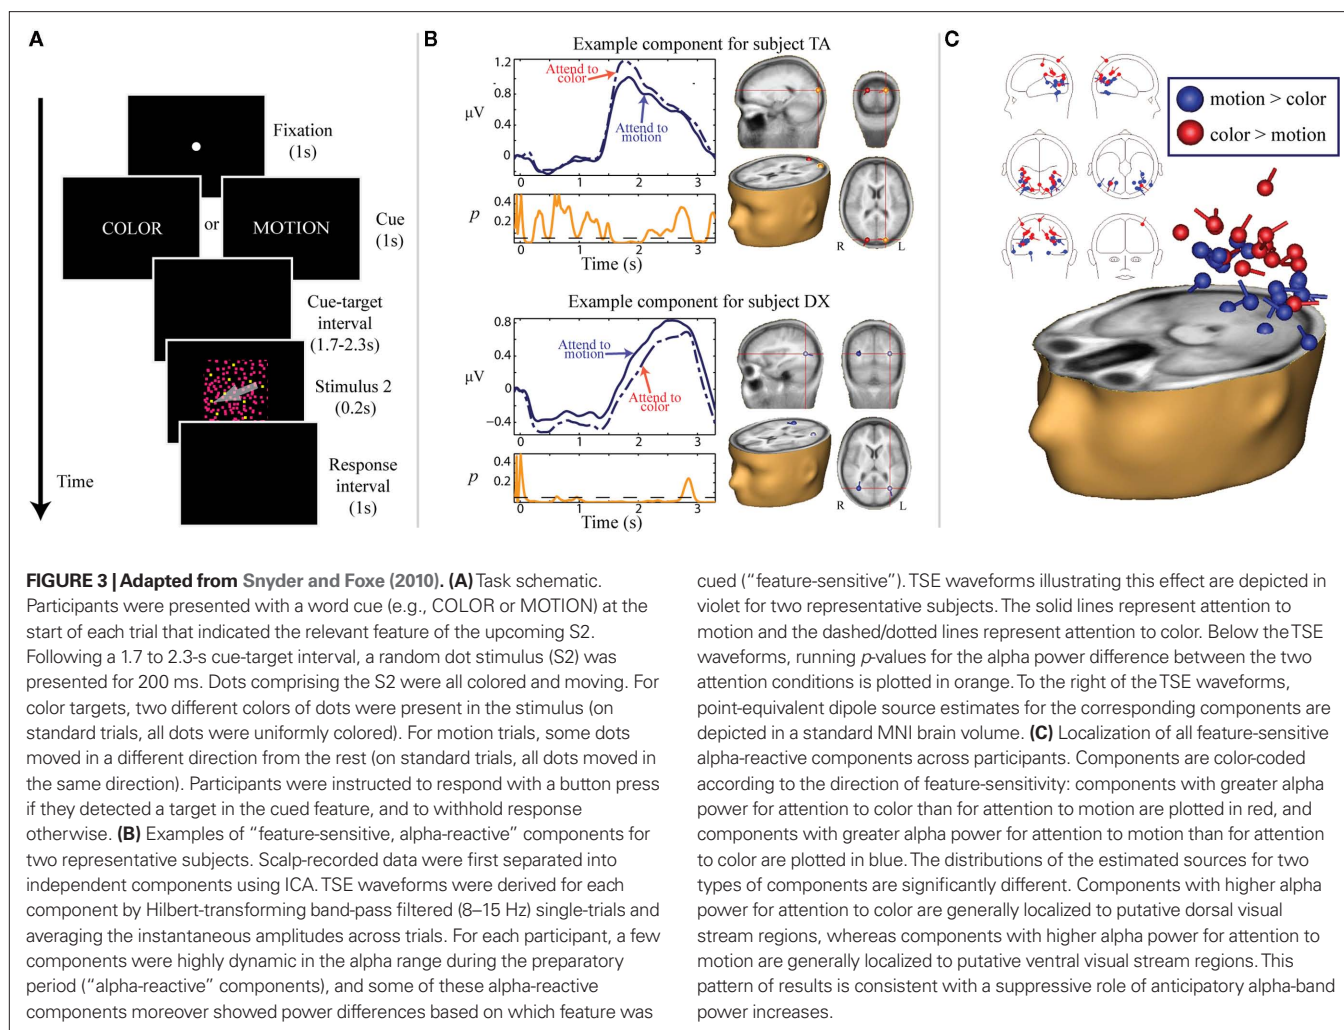 A
Fixation
(1s)
COLOR
or
MOTION
Cue
(1s)
Cue-target
interval
(1.7-2.3s)
Stimulus 2
(0.2s)
Response
interval
(1s)
Time
B
Example component for subject TA
1.2
0.8
0.4
0
μV
Attend to
color
Attend to
motion
0 1 2 3
0.4
0.2
p
0 1 2 3
Time (s)
R L
Example component for subject DX
0.8
0.4
0
−0.4
μV
Attend to
motion
Attend to
color
0 1 2 3
0.4
0.2
p
0 1 2 3
Time (s)
R L
C
motion > color
color > motion
FIGURE 3 | Adapted from Snyder and Foxe (2010). (A) Task schematic.
Participants were presented with a word cue (e.g., COLOR or MOTION) at the
start of each trial that indicated the relevant feature of the upcoming S2.
Following a 1.7 to 2.3-s cue-target interval, a random dot stimulus (S2) was
presented for 200 ms. Dots comprising the S2 were all colored and moving. For
color targets, two different colors of dots were present in the stimulus (on
standard trials, all dots were uniformly colored). For motion trials, some dots
moved in a different direction from the rest (on standard trials, all dots moved in
the same direction). Participants were instructed to respond with a button press
if they detected a target in the cued feature, and to withhold response
otherwise. (B) Examples of “feature-sensitive, alpha-reactive” components for
two representative subjects. Scalp-recorded data were first separated into
independent components using ICA. TSE waveforms were derived for each
component by Hilbert-transforming band-pass filtered (8–15 Hz) single-trials and
averaging the instantaneous amplitudes across trials. For each participant, a few
components were highly dynamic in the alpha range during the preparatory
period (“alpha-reactive” components), and some of these alpha-reactive
components moreover showed power differences based on which feature was
cued (“feature-sensitive”). TSE waveforms illustrating this effect are depicted in
violet for two representative subjects. The solid lines represent attention to
motion and the dashed/dotted lines represent attention to color. Below the TSE
waveforms, running p-values for the alpha power difference between the two
attention conditions is plotted in orange. To the right of the TSE waveforms,
point-equivalent dipole source estimates for the corresponding components are
depicted in a standard MNI brain volume. (C) Localization of all feature-sensitive
alpha-reactive components across participants. Components are color-coded
according to the direction of feature-sensitivity: components with greater alpha
power for attention to color than for attention to motion are plotted in red, and
components with greater alpha power for attention to motion than for attention
to color are plotted in blue. The distributions of the estimated sources for two
types of components are significantly different. Components with higher alpha
power for attention to color are generally localized to putative dorsal visual
stream regions, whereas components with higher alpha power for attention to
motion are generally localized to putative ventral visual stream regions. This
pattern of results is consistent with a suppressive role of anticipatory alpha-band
power increases.